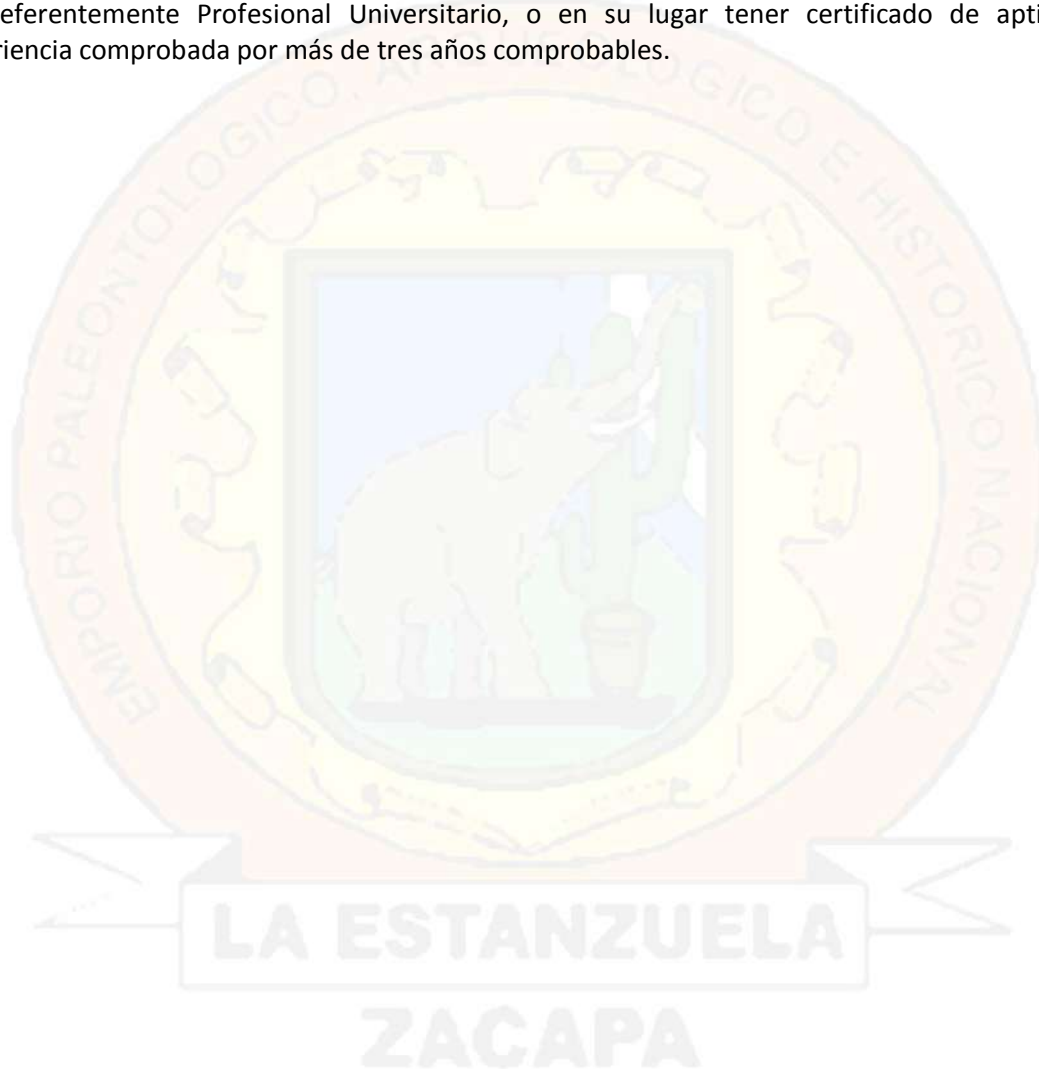 eferentemente Profesional Universitario, o en su lugar tener certificado de apti
riencia comprobada por más de tres años comprobables.
EMPORIO PALEONTOLOGICO, ARQUEOLOGICO E HISTORICO NACIONAL
LA ESTANZUELA
ZACAPA